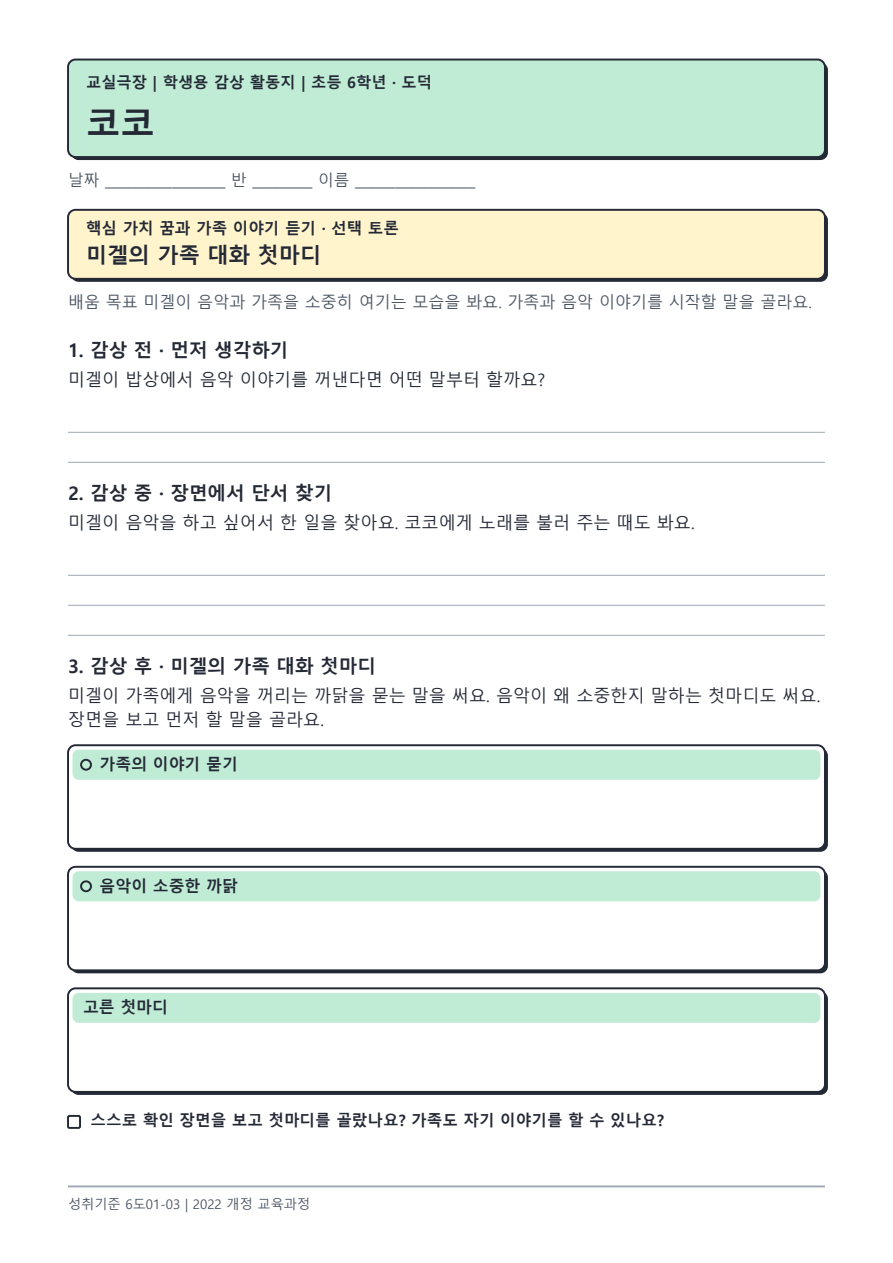 교실극장 | 학생용 감상 활동지 | 초등 6학년 · 도덕
코코
날짜 _______________ 반 _______ 이름 _______________
핵심 가치 꿈과 가족 이야기 듣기 · 선택 토론
미겔의 가족 대화 첫마디
배움 목표 미겔이 음악과 가족을 소중히 여기는 모습을 봐요. 가족과 음악 이야기를 시작할 말을 골라요.
1. 감상 전 · 먼저 생각하기
미겔이 밥상에서 음악 이야기를 꺼낸다면 어떤 말부터 할까요?
2. 감상 중 · 장면에서 단서 찾기
미겔이 음악을 하고 싶어서 한 일을 찾아요. 코코에게 노래를 불러 주는 때도 봐요.
3. 감상 후 · 미겔의 가족 대화 첫마디
미겔이 가족에게 음악을 꺼리는 까닭을 묻는 말을 써요. 음악이 왜 소중한지 말하는 첫마디도 써요.
장면을 보고 먼저 할 말을 골라요.
가족의 이야기 묻기
음악이 소중한 까닭
고른 첫마디
스스로 확인 장면을 보고 첫마디를 골랐나요? 가족도 자기 이야기를 할 수 있나요?
성취기준 6도01-03 | 2022 개정 교육과정